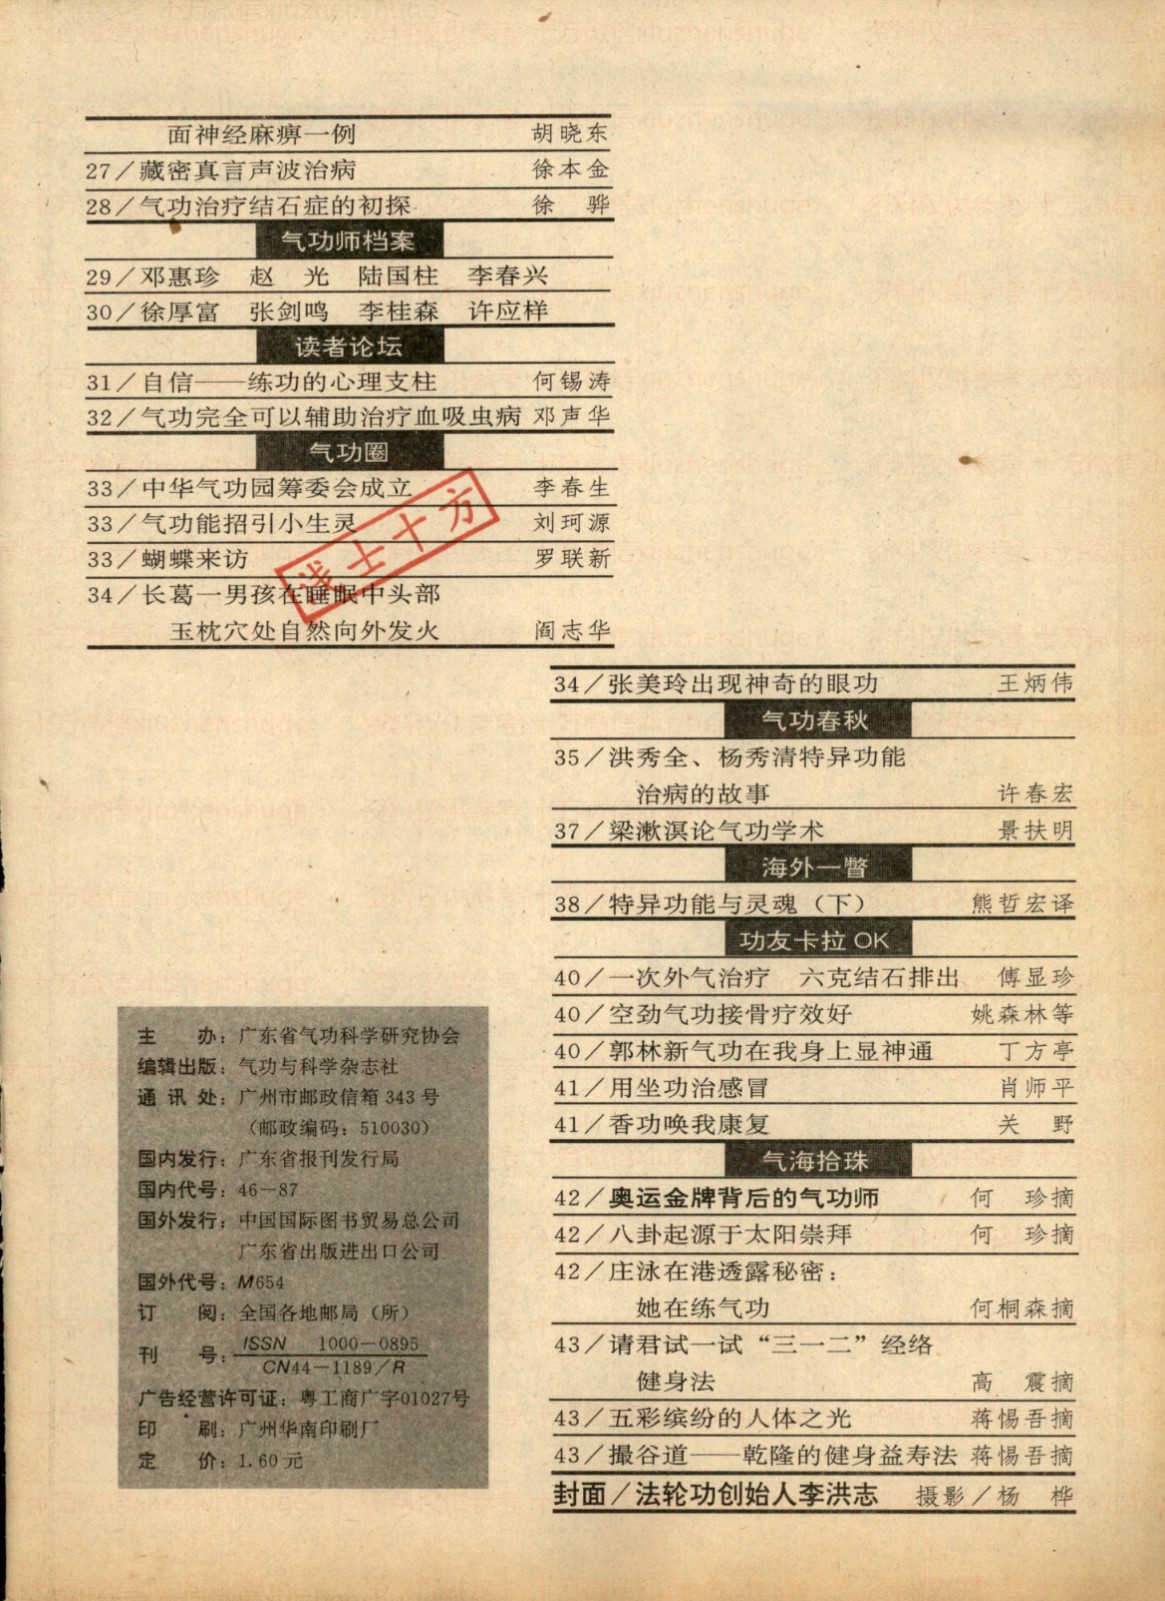 面神经麻痹一例 胡晓东
27/藏密真言声波治病 徐本金
28/气功治疗结石症的初探 徐 骅
气功师档案
29/邓惠珍 赵 光 陆国柱 李春兴
30/徐厚富 张剑鸣 李桂森 许应样
读者论坛
31/自信——练功的心理支柱 何锡涛
32/气功完全可以辅助治疗血吸虫病 邓声华
气功圈
33/中华气功园筹委会成立 李春生
33/气功能招引小生灵 刘珂源
33/蝴蝶来访 罗联新
34/长葛一男孩在睡眠中头部
玉枕穴处自然向外发火 阎志华
34/张美玲出现神奇的眼功 王炳伟
气功春秋
35/洪秀全、杨秀清特异功能
治病的故事 许春宏
37/梁漱溟论气功学术 景扶明
海外一瞥
38/特异功能与灵魂（下） 熊哲宏译
功友卡拉OK
40/一次外气治疗 六克结石排出 傅显珍
40/空劲气功接骨疗效好 姚森林等
40/郭林新气功在我身上显神通 丁方亭
41/用坐功治感冒 肖师平
41/香功唤我康复 关 野
气海拾珠
42/奥运金牌背后的气功师 何 珍摘
42/八卦起源于太阳崇拜 何 珍摘
42/庄泳在港透露秘密：
她在练气功 何桐森摘
43/请君试一试“三一二”经络
健身法 高 震摘
43/五彩缤纷的人体之光 蒋惕吾摘
43/撮谷道——乾隆的健身益寿法 蒋惕吾摘
封面/法轮功创始人李洪志 摄影/杨 桦
主 办：广东省气功科学研究协会
编辑出版：气功与科学杂志社
通 讯 处：广州市邮政信箱343号
（邮政编码：510030）
国内发行：广东省报刊发行局
国内代号：46—87
国外发行：中国国际图书贸易总公司
广东省出版进出口公司
国外代号：M654
订 阅：全国各地邮局（所）
刊 号：ISSN 1000—0895
CN44—1189/R
广告经营许可证：粤工商广字01027号
印 刷：广州华南印刷厂
定 价：1.60元
士十方